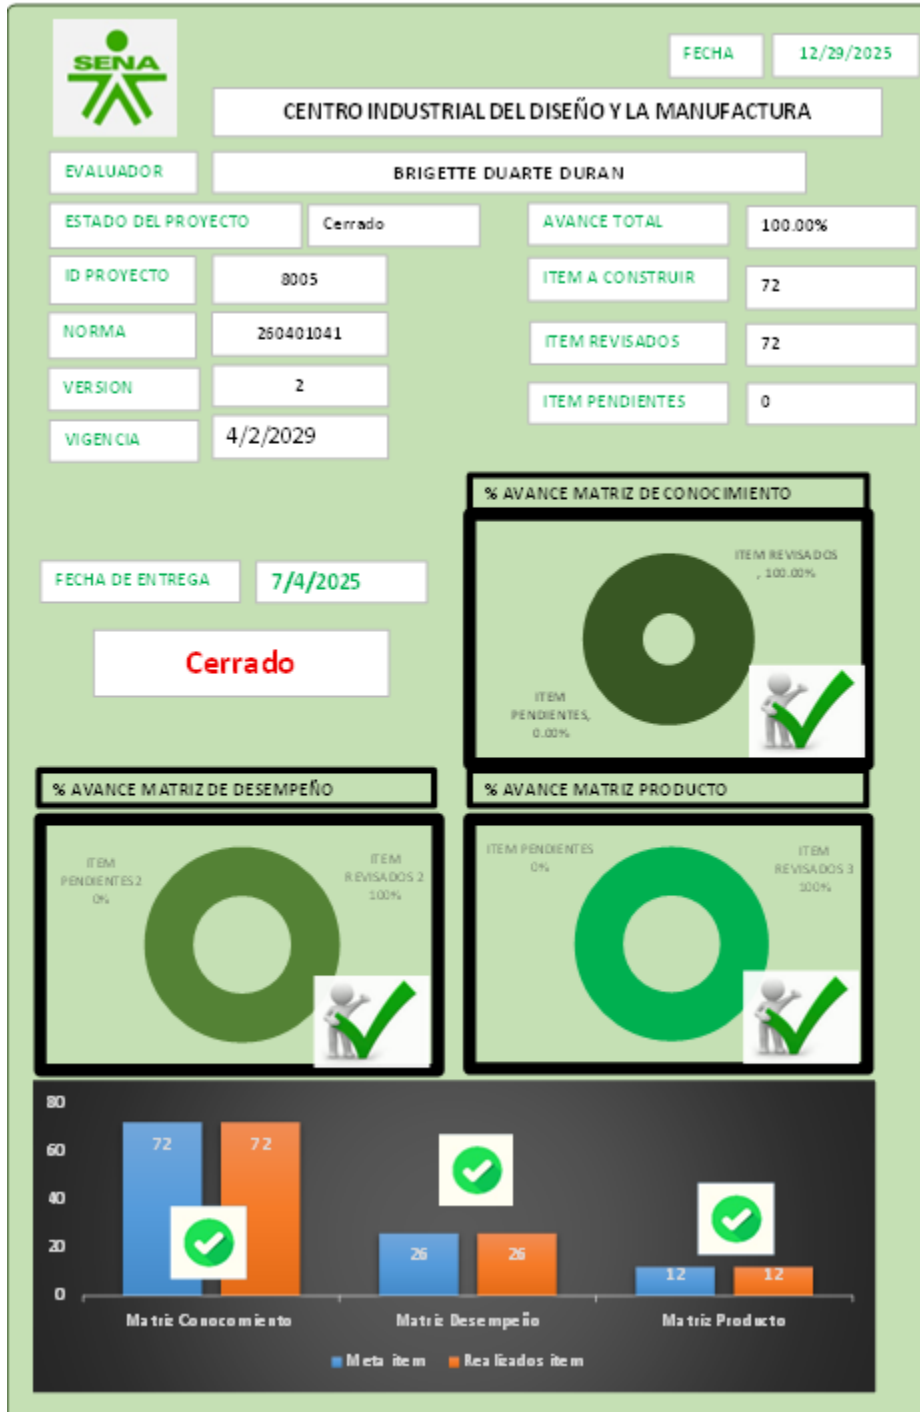 SENA
FECHA 12/29/2025
CENTRO INDUSTRIAL DEL DISEÑO Y LA MANUFACTURA
EVALUADOR BRIGETTE DUARTE DURAN
ESTADO DEL PROYECTO Cerrado
AVANCE TOTAL 100.00%
ID PROYECTO 8005
ITEM A CONSTRUIR 72
NORMA 260401041
ITEM REVISADOS 72
VERSION 2
ITEM PENDIENTES 0
VIGENCIA 4/2/2029
% AVANCE MATRIZ DE CONOCIMIENTO
ITEM REVISADOS
, 100.00%
ITEM
PENDIENTES,
0.00%
FECHA DE ENTREGA 7/4/2025
Cerrado
% AVANCE MATRIZ DE DESEMPEÑO
ITEM
PENDIENTES 2
0%
ITEM
REVISADOS 2
100%
% AVANCE MATRIZ PRODUCTO
ITEM PENDIENTES
0%
ITEM
REVISADOS 3
100%
80
60
40
20
0
72 72
26 26
12 12
Matriz Conocomiento Matriz Desempeño Matriz Producto
Meta item Realizados item